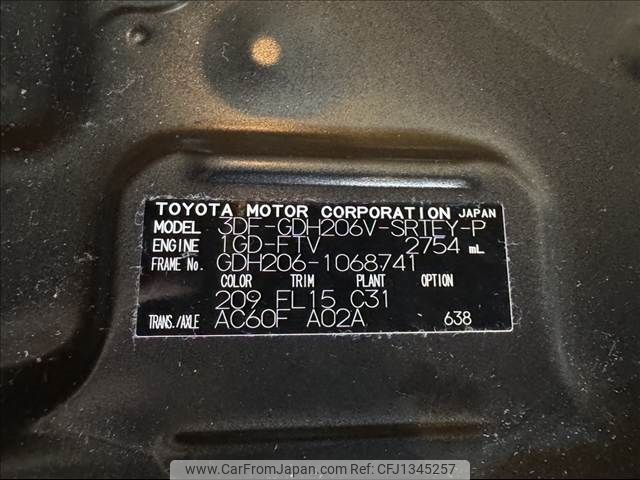 TOYOTA MOTOR CORPORATION JAPAN
MODEL 3DF-GDH206V-SRTEY-P
ENGINE 1GD-FTV 2754 mL
FRAME No. GDH206-1068741
COLOR TRIM PLANT OPTION
209 FL15 C31
TRANS./AXLE AC60F A02A 638
www.CarFromJapan.com - CFJ1345257